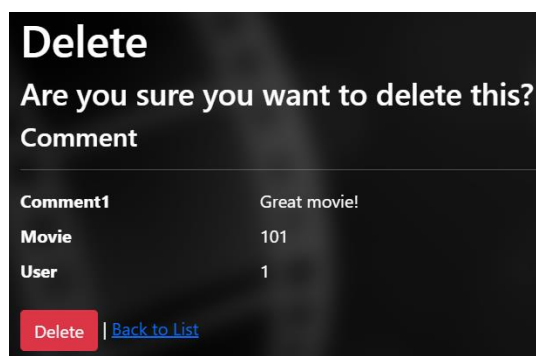 Delete
Are you sure you want to delete this?
Comment
Comment1 Great movie!
Movie 101
User 1
Delete | Back to List